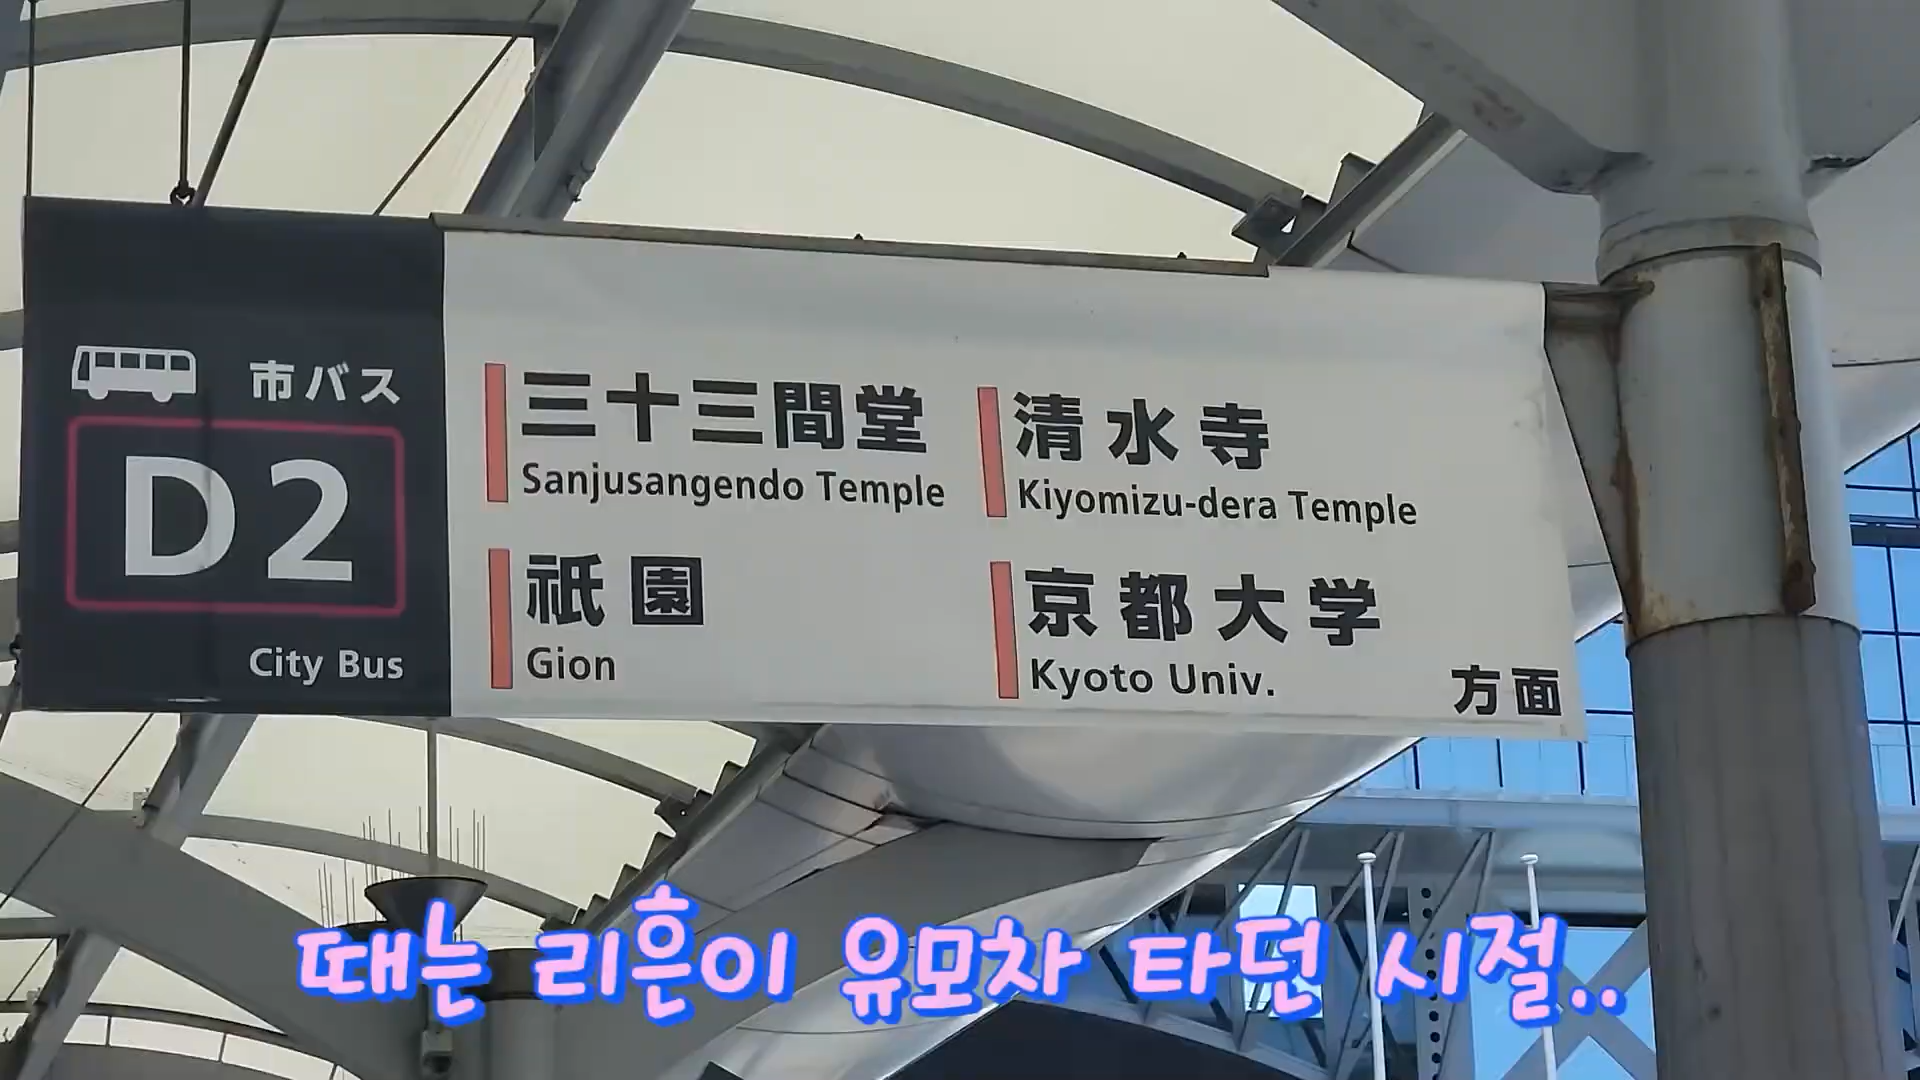 市バス
D2
City Bus
三十三間堂
Sanjusangendo Temple
清水寺
Kiyomizu-dera Temple
祇園
Gion
京都大学
Kyoto Univ.
方面
때는 리흔이 유모차 타던 시절..